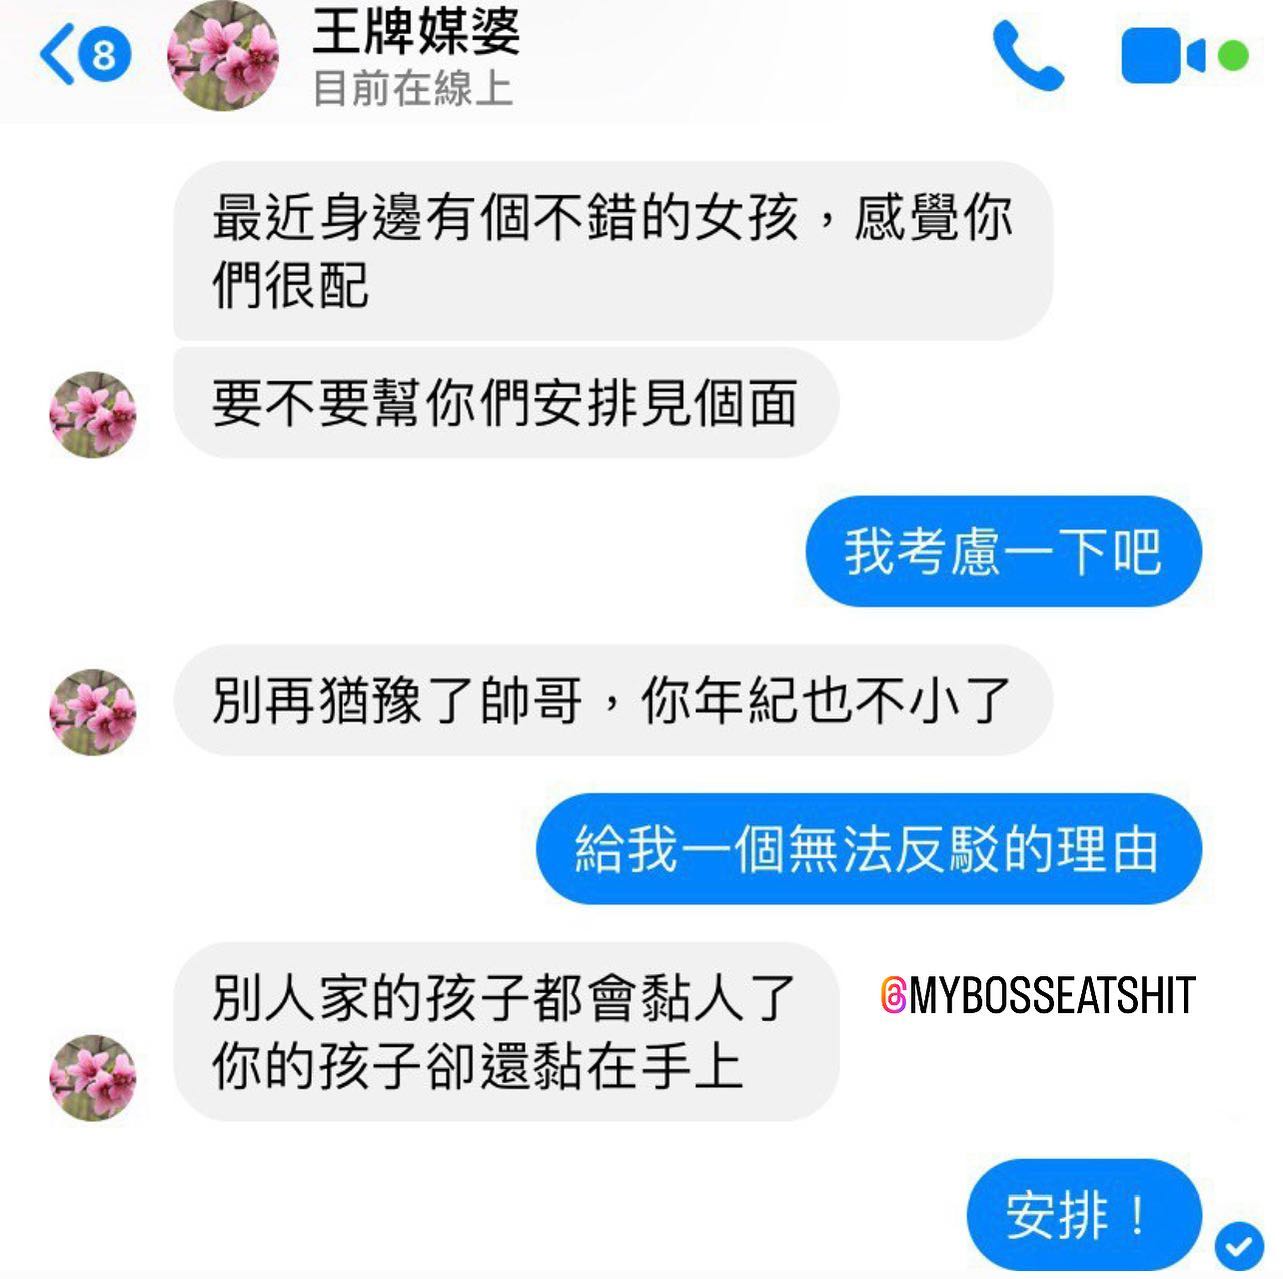 8
王牌媒婆
目前在線上
最近身邊有個不錯的女孩，感覺你
們很配
要不要幫你們安排見個面
我考慮一下吧
別再猶豫了帥哥，你年紀也不小了
給我一個無法反駁的理由
別人家的孩子都會黏人了
你的孩子卻還黏在手上
@MYBOSSEATSHIT
安排！